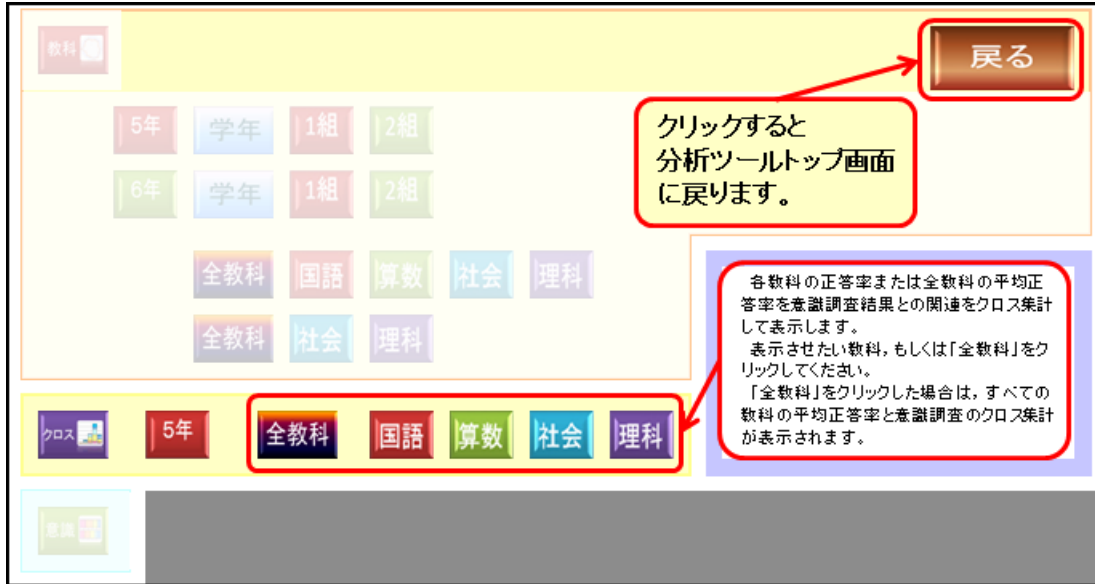 教科
戻る
クリックすると
分析ツールトップ画面
に戻ります。
5年 学年 1組 2組
6年 学年 1組 2組
全教科 国語 算数 社会 理科
全教科 社会 理科
各教科の正答率または全教科の平均正
答率を意識調査結果との関連をクロス集計
して表示します。
表示させたい教科，もしくは「全教科」をク
リックしてください。
「全教科」をクリックした場合は，すべての
教科の平均正答率と意識調査のクロス集計
が表示されます。
クロス 5年 全教科 国語 算数 社会 理科
意識